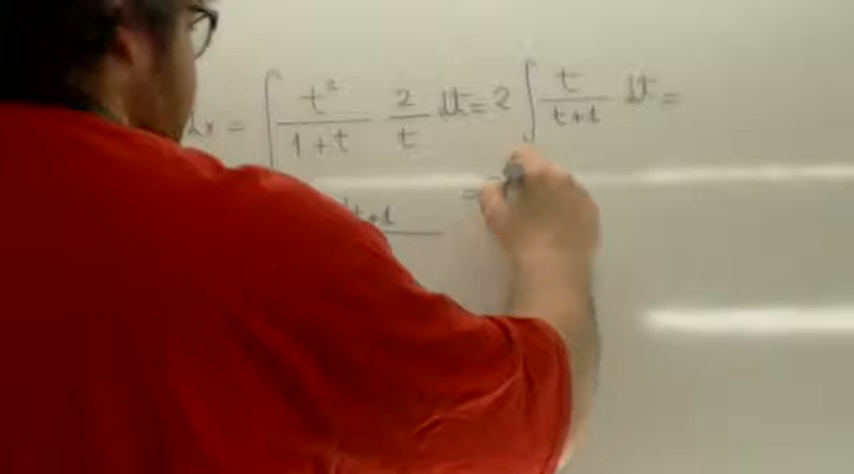 dx = ∫ t²/(1+t) 2/t dt = 2 ∫ t/(t+1) dt =
t+1 =